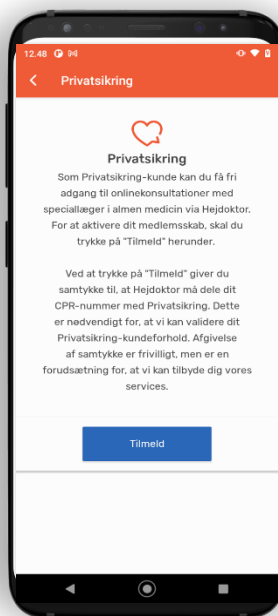 12.48
Privatsikring
Privatsikring
Som Privatsikring-kunde kan du få fri
adgang til onlinekonsultationer med
speciallæger i almen medicin via Hejdoktor.
For at aktivere dit medlemsskab, skal du
trykke på "Tilmeld" herunder.
Ved at trykke på "Tilmeld" giver du
samtykke til, at Hejdoktor må dele dit
CPR-nummer med Privatsikring. Dette
er nødvendigt for, at vi kan validere dit
Privatsikring-kundeforhold. Afgivelse
af samtykke er frivilligt, men er en
forudsætning for, at vi kan tilbyde dig vores
services.
Tilmeld